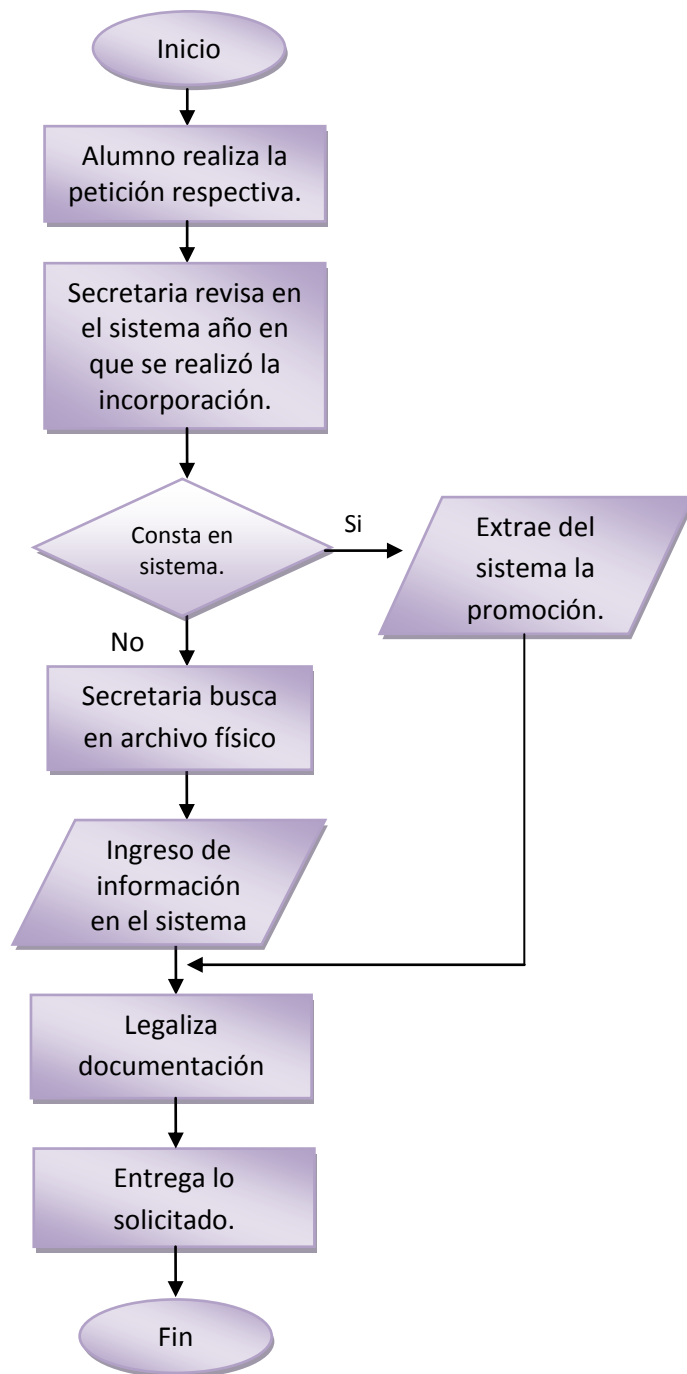 Inicio
Alumno realiza la
petición respectiva.
Secretaria revisa en
el sistema año en
que se realizó la
incorporación.
Consta en
sistema.
Si
Extrae del
sistema la
promoción.
No
Secretaria busca
en archivo físico
Ingreso de
información
en el sistema
Legaliza
documentación
Entrega lo
solicitado.
Fin